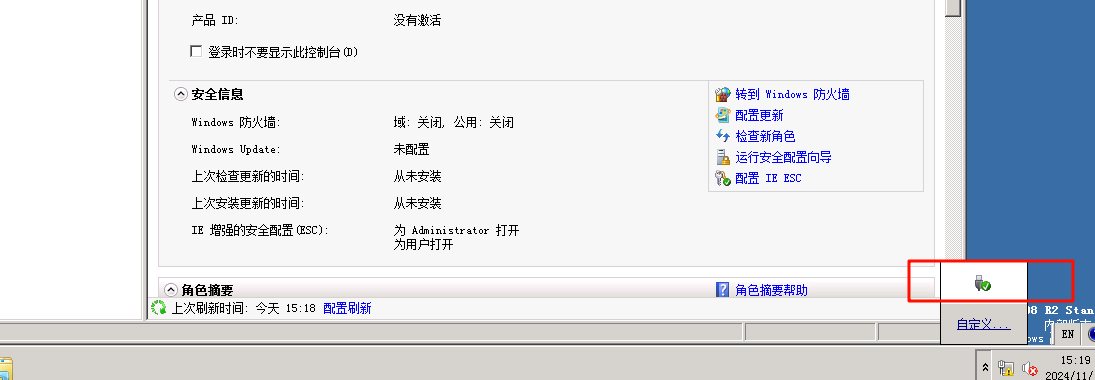 产品 ID: 没有激活
登录时不要显示此控制台(D)
安全信息
转到 Windows 防火墙
Windows 防火墙: 域: 关闭, 公用: 关闭
配置更新
检查新角色
Windows Update: 未配置
运行安全配置向导
上次检查更新的时间: 从未安装
配置 IE ESC
上次安装更新的时间: 从未安装
IE 增强的安全配置(ESC): 为 Administrator 打开
为用户打开
角色摘要
角色摘要帮助
上次刷新时间: 今天 15:18 配置刷新
自定义...
08 R2 Stan
EN
15:19
2024/11/